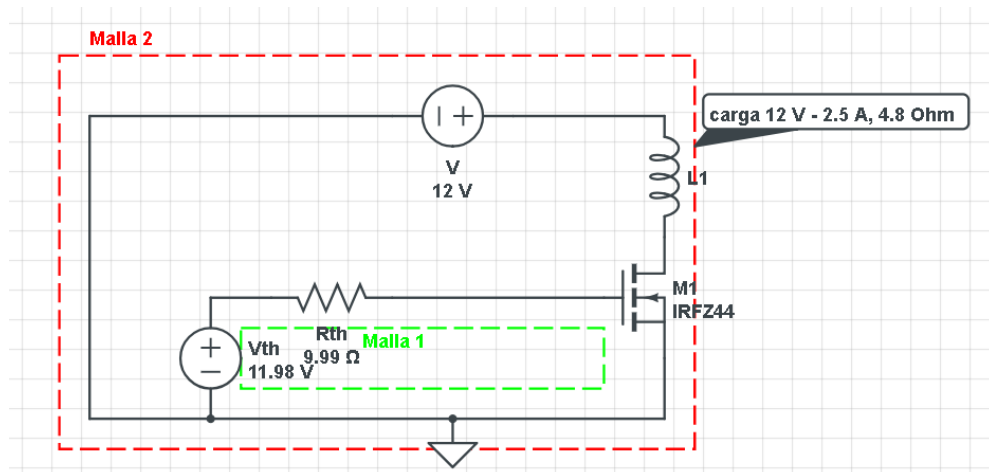 Malla 2
carga 12 V - 2.5 A, 4.8 Ohm
V
12 V
L1
M1
IRFZ44
Rth
9.99 Ω
Malla 1
Vth
11.98 V